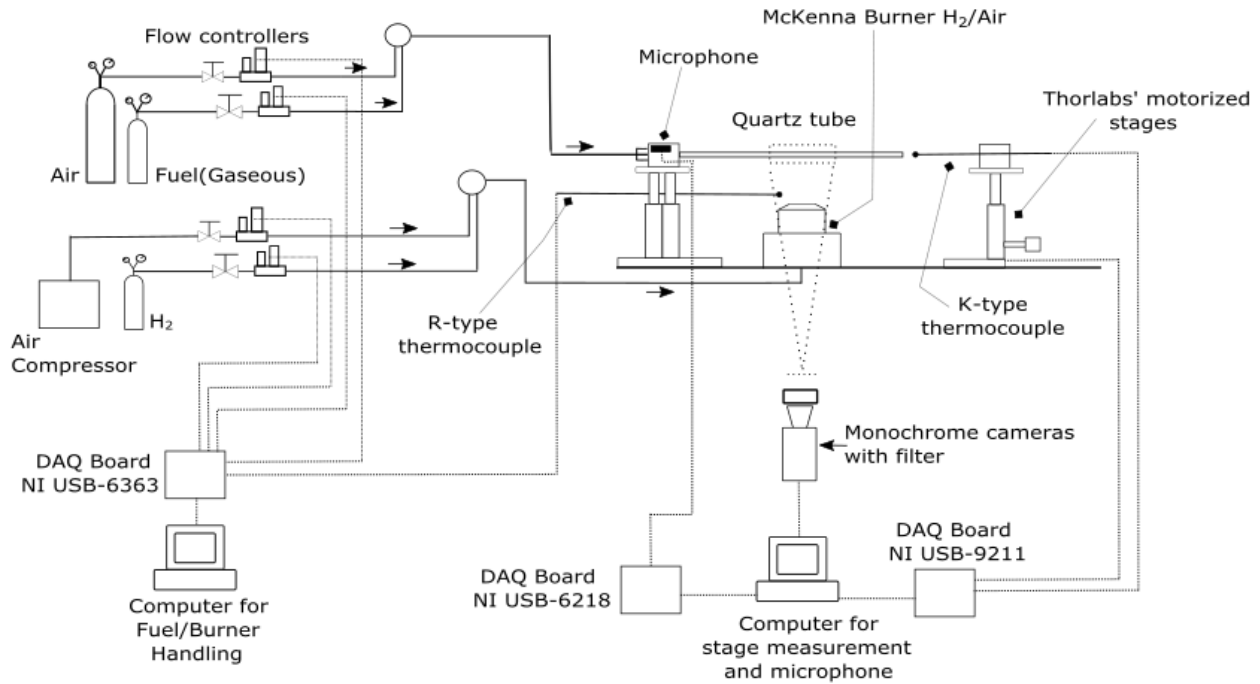 McKenna Burner H2/Air
Flow controllers
Microphone
Thorlabs' motorized
stages
Quartz tube
Air
Fuel(Gaseous)
H2
R-type
thermocouple
K-type
thermocouple
Air
Compressor
Monochrome cameras
with filter
DAQ Board
NI USB-6363
DAQ Board
NI USB-9211
DAQ Board
NI USB-6218
Computer for
Fuel/Burner
Handling
Computer for
stage measurement
and microphone